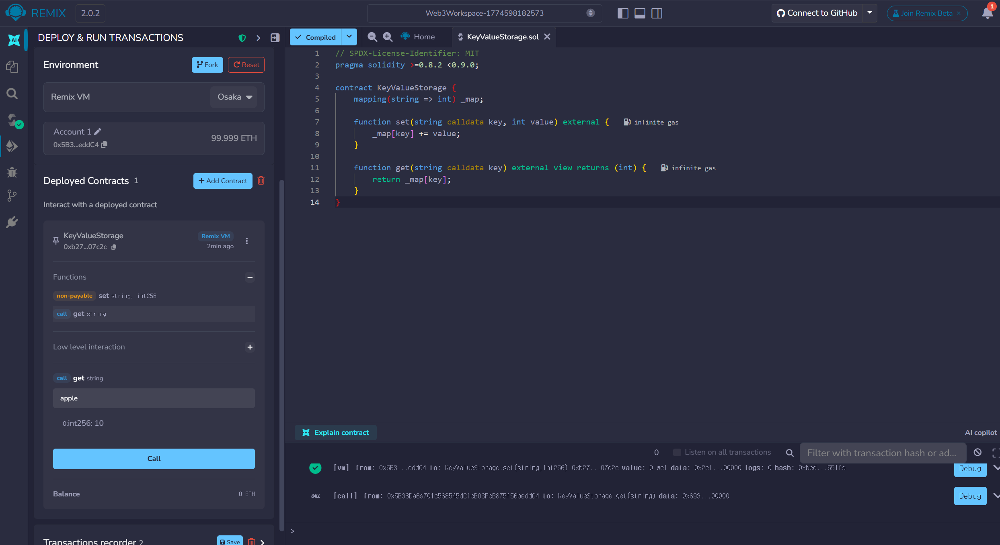 REMIX 2.0.2 Web3Workspace-1774598182573 Connect to GitHub Join Remix Beta × 1
AI DEPLOY & RUN TRANSACTIONS
Environment Fork Reset
Remix VM Osaka
Account 1 99.999 ETH
0x5B3...eddC4
Deployed Contracts 1 + Add Contract
Interact with a deployed contract
KeyValueStorage Remix VM
0xb27...07c2c 2min ago
Functions
non-payable set string, int256
call get string
Low level interaction
call get string
apple
0:int256: 10
Call
Balance 0 ETH
Transactions recorder 2 Save
Compiled Home KeyValueStorage.sol
1 // SPDX-License-Identifier: MIT
2 pragma solidity >=0.8.2 <0.9.0;
3
4 contract KeyValueStorage {
5 mapping(string => int) _map;
6
7 function set(string calldata key, int value) external { infinite gas
8 _map[key] += value;
9 }
10
11 function get(string calldata key) external view returns (int) { infinite gas
12 return _map[key];
13 }
14 }
Explain contract AI copilot
0 Listen on all transactions Filter with transaction hash or ad...
[vm] from: 0x5B3...eddC4 to: KeyValueStorage.set(string,int256) 0xb27...07c2c value: 0 wei data: 0x2ef...00000 logs: 0 hash: 0xbed...551fa Debug
CALL [call] from: 0x5B38Da6a701c568545dCfcB03FcB875f56beddC4 to: KeyValueStorage.get(string) data: 0x693...00000 Debug
>